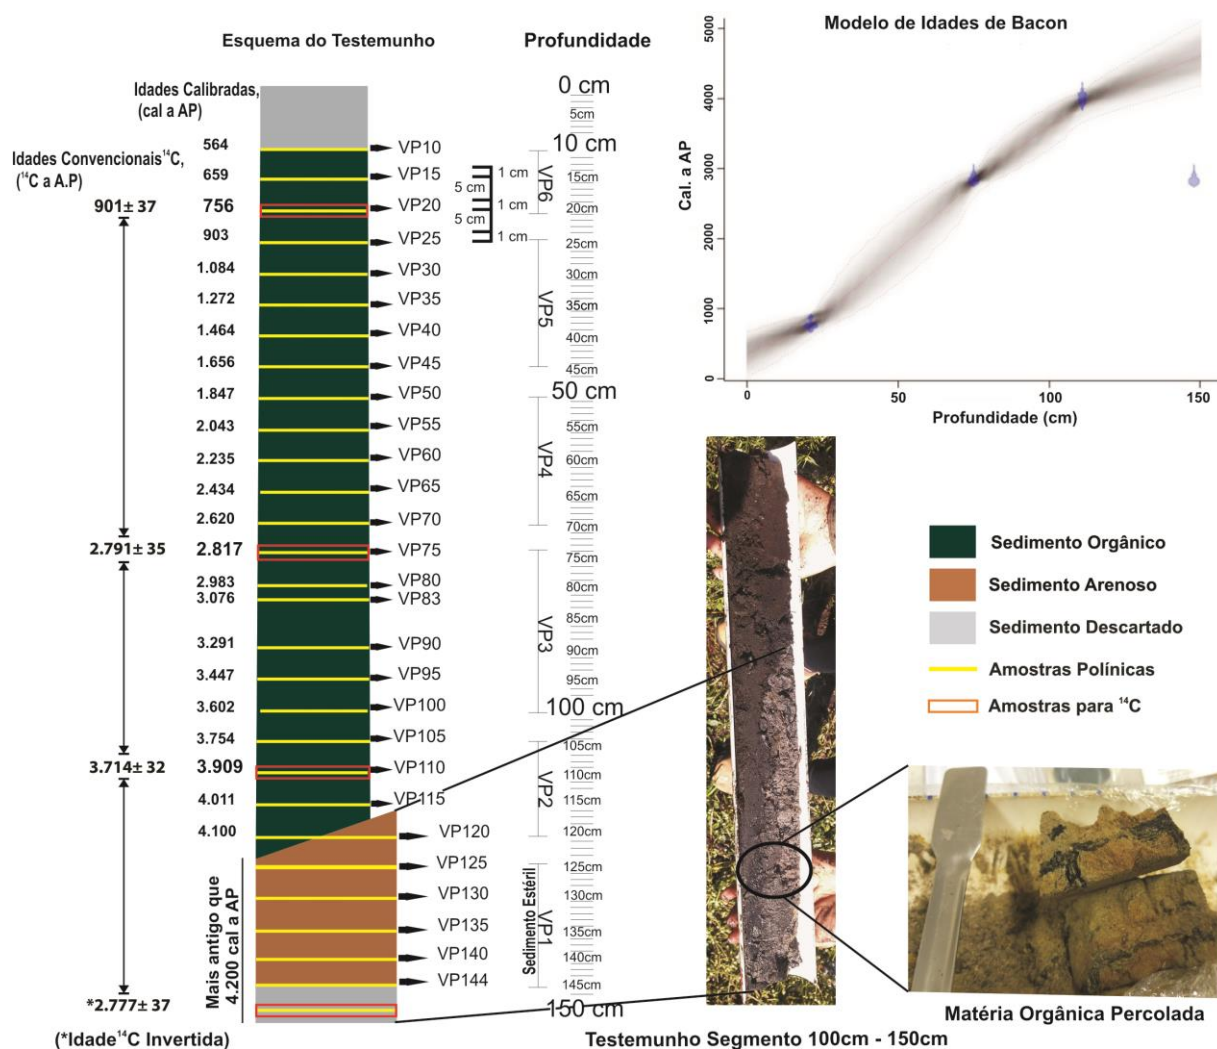 Esquema do Testemunho
Profundidade
Modelo de Idades de Bacon
Idades Calibradas,
(cal a AP)
Idades Convencionais¹⁴C,
(¹⁴C a A.P)
564
659
901± 37
756
903
1.084
1.272
1.464
1.656
1.847
2.043
2.235
2.434
2.620
2.791± 35
2.817
2.983
3.076
3.291
3.447
3.602
3.754
3.714± 32
3.909
4.011
4.100
Mais antigo que
4.200 cal a AP
*2.777± 37
(*Idade¹⁴C Invertida)
VP10
VP15
VP20
VP25
VP30
VP35
VP40
VP45
VP50
VP55
VP60
VP65
VP70
VP75
VP80
VP83
VP90
VP95
VP100
VP105
VP110
VP115
VP120
VP125
VP130
VP135
VP140
VP144
1 cm
5 cm
1 cm
5 cm
1 cm
VP6
VP5
VP4
VP3
VP2
VP1
Sedimento Estéril
0 cm
5cm
10 cm
15cm
20cm
25cm
30cm
35cm
40cm
45cm
50 cm
55cm
60cm
65cm
70cm
75cm
80cm
85cm
90cm
95cm
100 cm
105cm
110cm
115cm
120cm
125cm
130cm
135cm
140cm
145cm
150 cm
Cal. a AP
5000
4000
3000
2000
1000
0
0
50
100
150
Profundidade (cm)
Sedimento Orgânico
Sedimento Arenoso
Sedimento Descartado
Amostras Polínicas
Amostras para ¹⁴C
Matéria Orgânica Percolada
Testemunho Segmento 100cm - 150cm